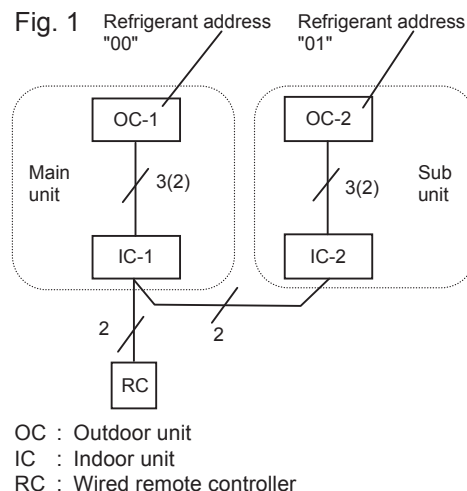 Fig. 1
Refrigerant address
"00"
Refrigerant address
"01"
OC-1
OC-2
Main
unit
3(2)
3(2)
Sub
unit
IC-1
IC-2
2
2
RC
OC : Outdoor unit
IC : Indoor unit
RC : Wired remote controller